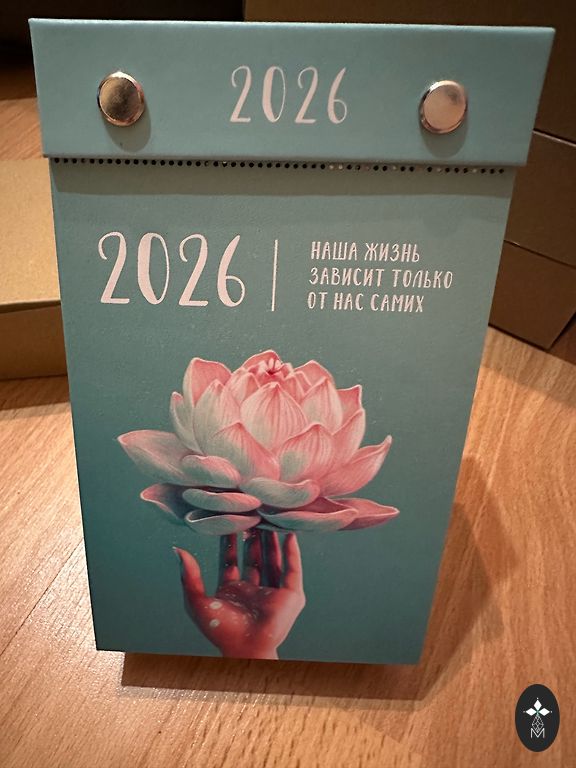 2026
2026
НАША ЖИЗНЬ
ЗАВИСИТ ТОЛЬКО
ОТ НАС САМИХ
М